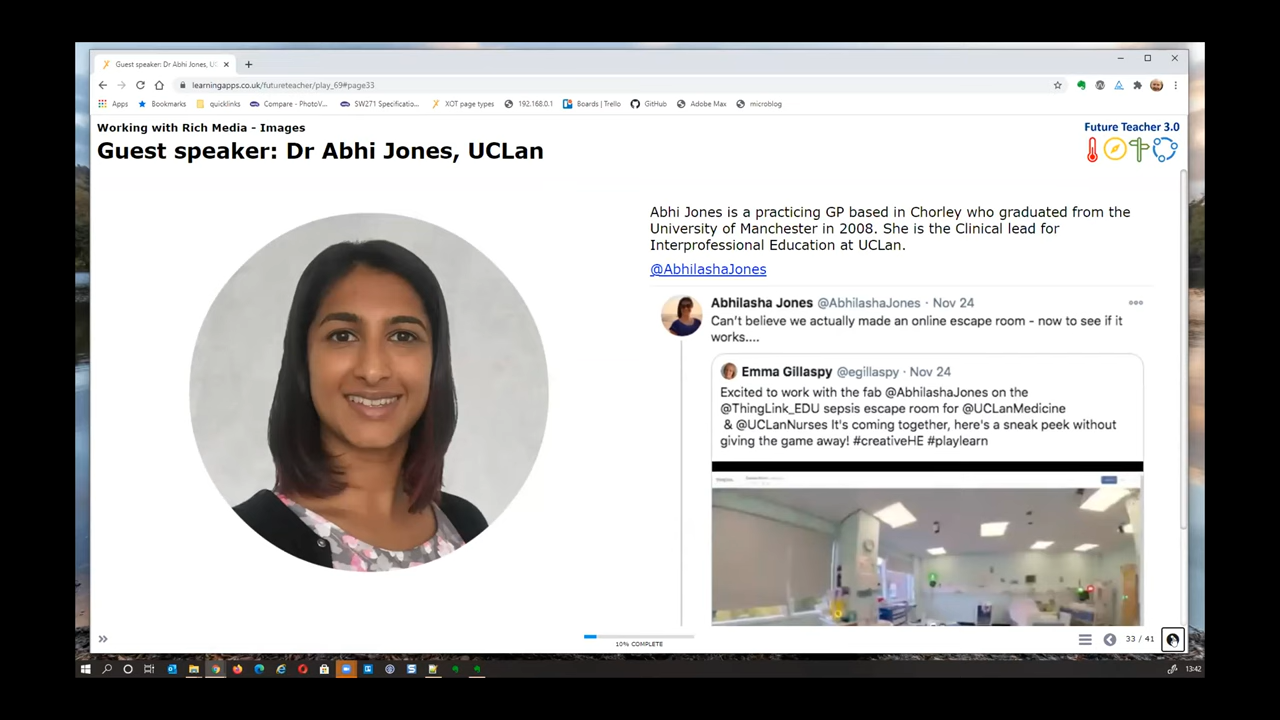 Guest speaker: Dr Abhi Jones, UC
learningapps.co.uk/futureteacher/play_69#page33
Apps Bookmarks quicklinks Compare - PhotoV... SW271 Specificatio... XOT page types 192.168.0.1 Boards | Trello GitHub Adobe Max microblog
Working with Rich Media - Images
Future Teacher 3.0
Guest speaker: Dr Abhi Jones, UCLan
Abhi Jones is a practicing GP based in Chorley who graduated from the
University of Manchester in 2008. She is the Clinical lead for
Interprofessional Education at UCLan.
@AbhilashaJones
Abhilasha Jones @AbhilashaJones · Nov 24
Can't believe we actually made an online escape room - now to see if it
works....
Emma Gillaspy @egillaspy · Nov 24
Excited to work with the fab @AbhilashaJones on the
@ThingLink_EDU sepsis escape room for @UCLanMedicine
& @UCLanNurses It's coming together, here's a sneak peek without
giving the game away! #creativeHE #playlearn
10% COMPLETE
33 / 41
13:42